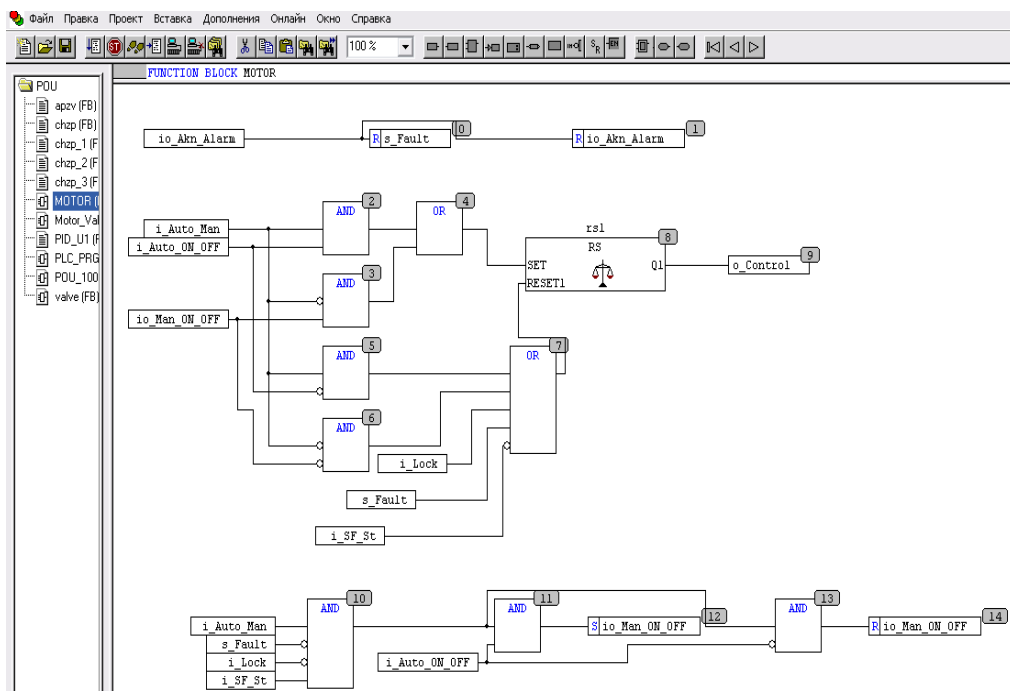 Файл Правка Проект Вставка Дополнения Онлайн Окно Справка
ST 100 % S R EN
POU
FUNCTION BLOCK MOTOR
apzv (FB)
chzp (FB)
chzp_1 (F
chzp_2 (F
chzp_3 (F
MOTOR (
Motor_Val
PID_U1 (F
PLC_PRG
POU_100
valve (FB)
io_Akn_Alarm R s_Fault 0 R io_Akn_Alarm 1
AND 2 OR 4
i_Auto_Man
i_Auto_ON_OFF
rs1
RS 8
SET Q1
RESET1
o_Control 9
AND 3
io_Man_ON_OFF
AND 5
OR 7
AND 6
i_Lock
s_Fault
i_SF_St
AND 10 AND 11 AND 13
i_Auto_Man S io_Man_ON_OFF 12 R io_Man_ON_OFF 14
s_Fault
i_Lock i_Auto_ON_OFF
i_SF_St